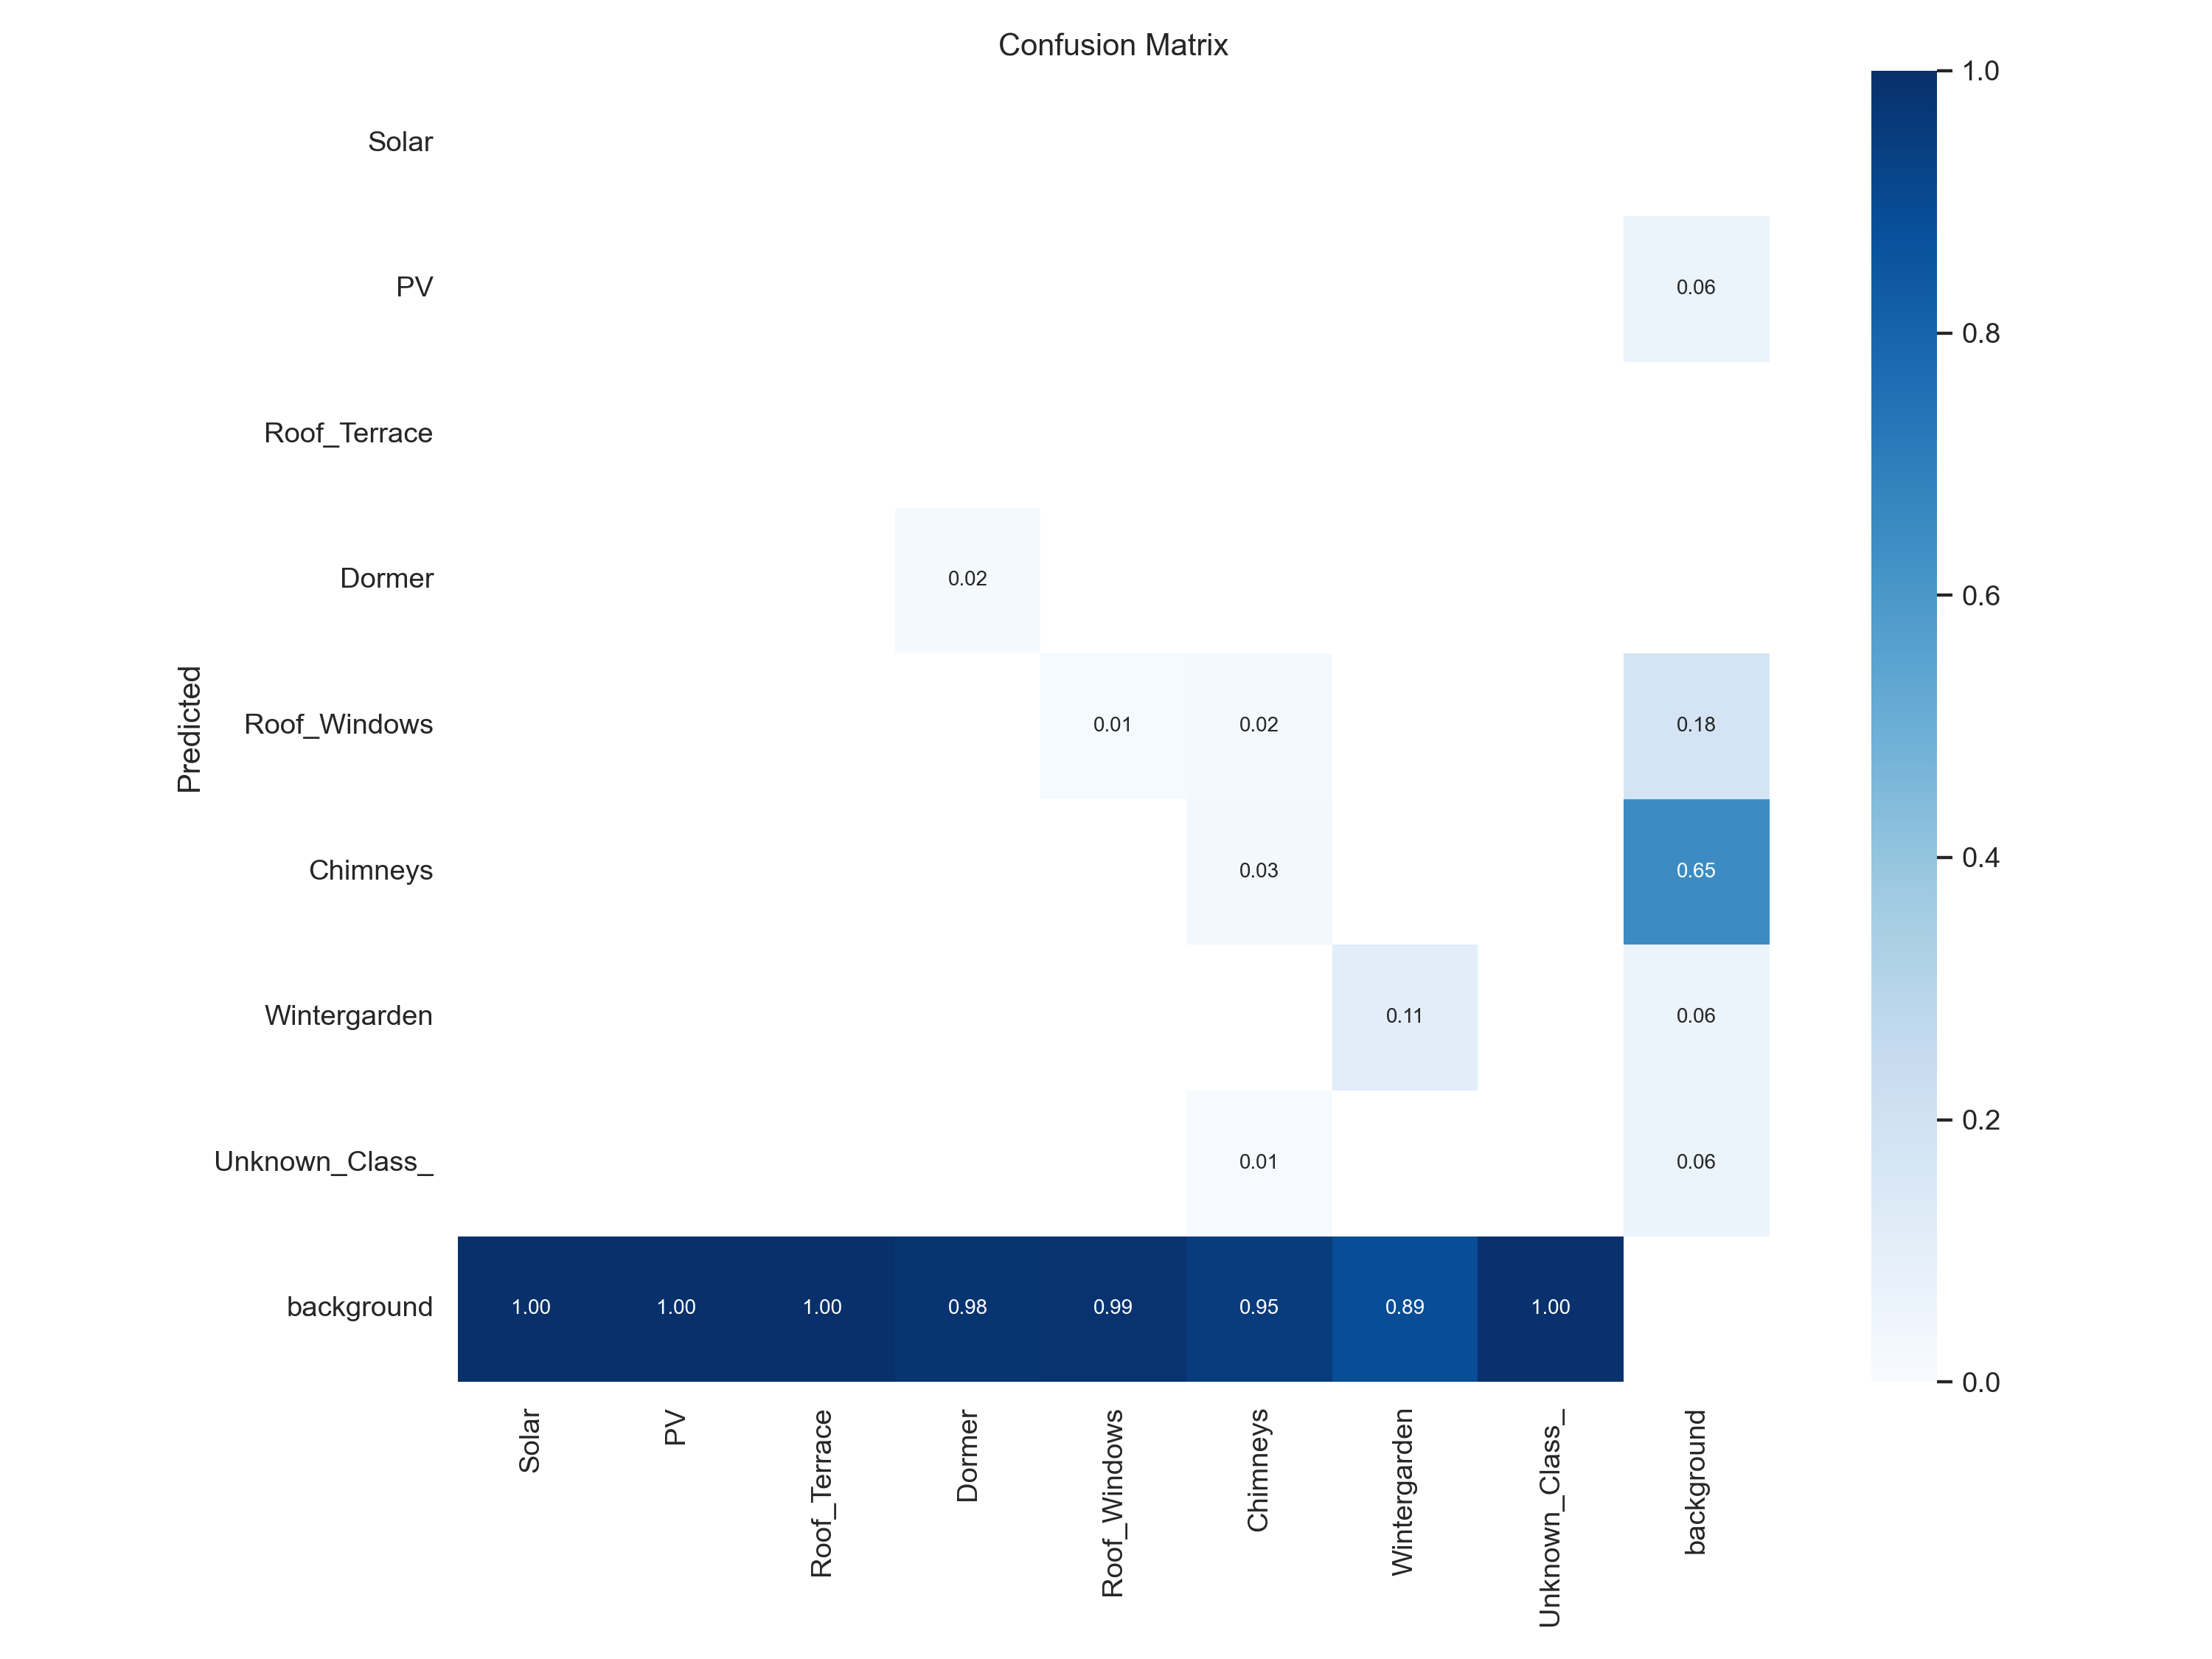 Confusion Matrix
Solar
PV
0.06
Roof_Terrace
Dormer
0.02
Predicted
Roof_Windows
0.01 0.02 0.18
Chimneys
0.03 0.65
Wintergarden
0.11 0.06
Unknown_Class_
0.01 0.06
background
1.00 1.00 1.00 0.98 0.99 0.95 0.89 1.00
Solar
PV
Roof_Terrace
Dormer
Roof_Windows
Chimneys
Wintergarden
Unknown_Class_
background
1.0
0.8
0.6
0.4
0.2
0.0